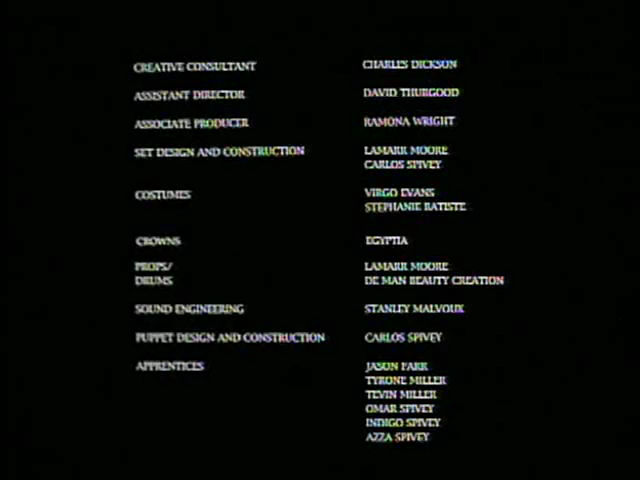 CREATIVE CONSULTANT CHARLES DICKSON
ASSISTANT DIRECTOR DAVID THURGOOD
ASSOCIATE PRODUCER RAMONA WRIGHT
SET DESIGN AND CONSTRUCTION LAMARR MOORE
CARLOS SPIVEY
COSTUMES VIRGO EVANS
STEPHANIE BATISTE
CROWNS EGYPTIA
PROPS/ LAMARR MOORE
DRUMS DE MAN BEAUTY CREATION
SOUND ENGINEERING STANLEY MALVOUX
PUPPET DESIGN AND CONSTRUCTION CARLOS SPIVEY
APPRENTICES JASON FARR
TYRONE MILLER
TEVIN MILLER
OMAR SPIVEY
INDIGO SPIVEY
AZZA SPIVEY